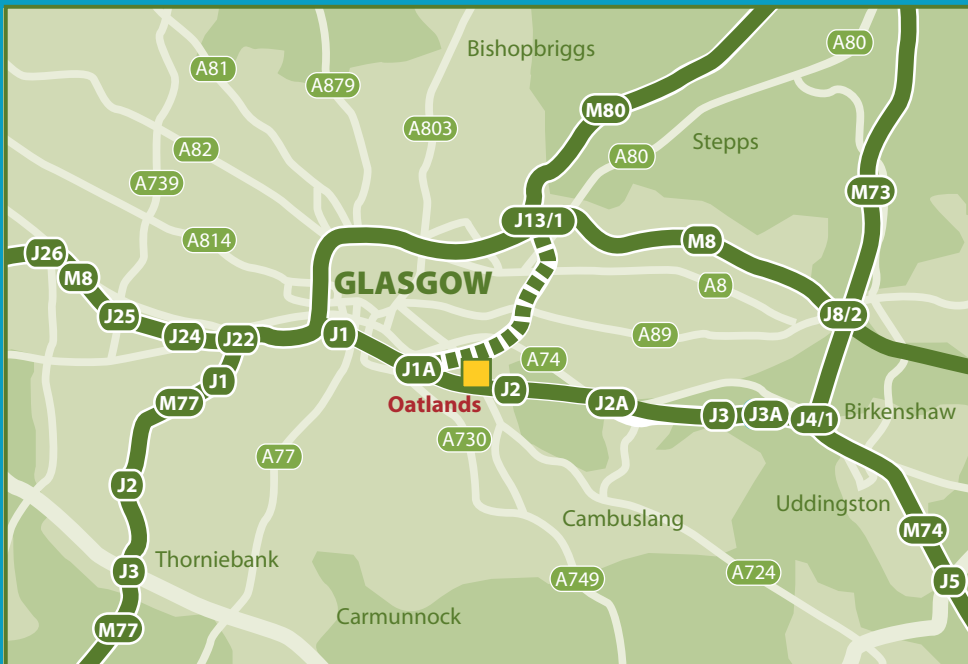 Bishopbriggs
A80
A81
A879
M80
A803
A82
A80
Stepps
A739
M73
J13/1
A814
M8
J26
M8
GLASGOW
A8
J25
J8/2
J24
J22
J1
A89
A74
J1A
J1
M77
Oatlands
J2
J2A
J3
J3A
J4/1
Birkenshaw
A730
A77
J2
Uddingston
Cambuslang
M74
Thorniebank
J3
A749
A724
J5
Carmunnock
M77